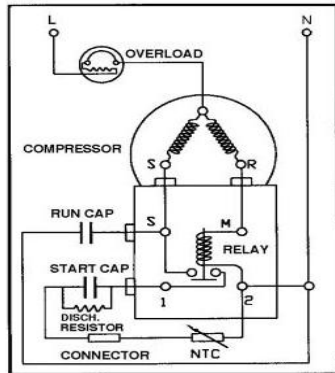 L N
OVERLOAD
COMPRESSOR
S R
RUN CAP S M
RELAY
START CAP
1 2
DISCH.
RESISTOR
CONNECTOR NTC